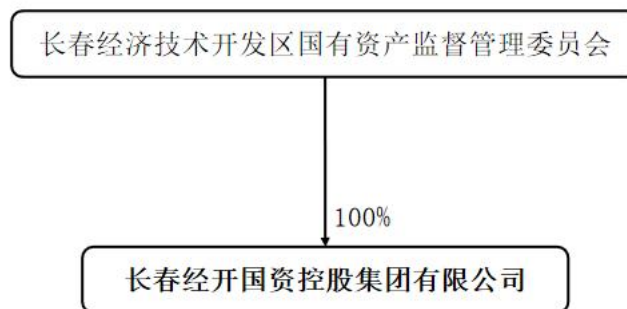 长春经济技术开发区国有资产监督管理委员会
100%
长春经开国资控股集团有限公司